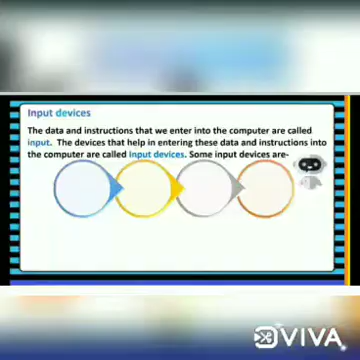 Input devices
The data and instructions that we enter into the computer are called
input. The devices that help in entering these data and instructions into
the computer are called input devices. Some input devices are-
VIVA